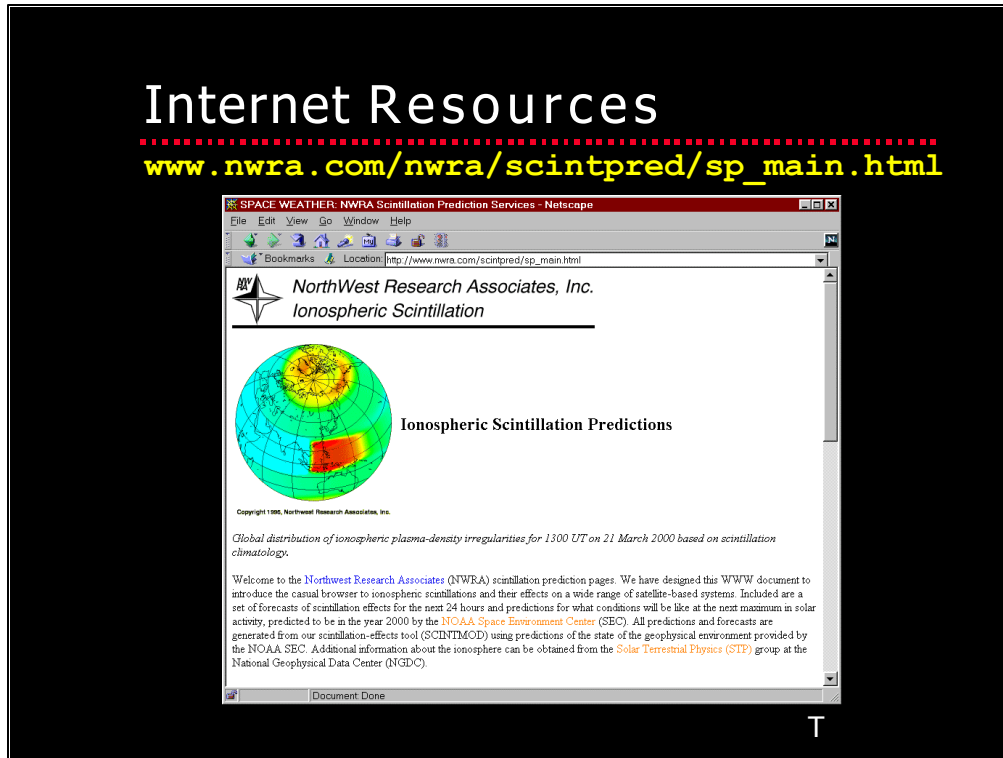 Internet Resources
www.nwra.com/nwra/scintpred/sp_main.html
SPACE WEATHER: NWRA Scintillation Prediction Services - Netscape
File Edit View Go Window Help
My
N
Bookmarks Location: http://www.nwra.com/scintpred/sp_main.html
NW
RA
NorthWest Research Associates, Inc.
Ionospheric Scintillation
Ionospheric Scintillation Predictions
Copyright 1996, Northwest Research Associates, Inc.
Global distribution of ionospheric plasma-density irregularities for 1300 UT on 21 March 2000 based on scintillation
climatology.
Welcome to the Northwest Research Associates (NWRA) scintillation prediction pages. We have designed this WWW document to
introduce the casual browser to ionospheric scintillations and their effects on a wide range of satellite-based systems. Included are a
set of forecasts of scintillation effects for the next 24 hours and predictions for what conditions will be like at the next maximum in solar
activity, predicted to be in the year 2000 by the NOAA Space Environment Center (SEC). All predictions and forecasts are
generated from our scintillation-effects tool (SCINTMOD) using predictions of the state of the geophysical environment provided by
the NOAA SEC. Additional information about the ionosphere can be obtained from the Solar Terrestrial Physics (STP) group at the
National Geophysical Data Center (NGDC).
Document: Done
T